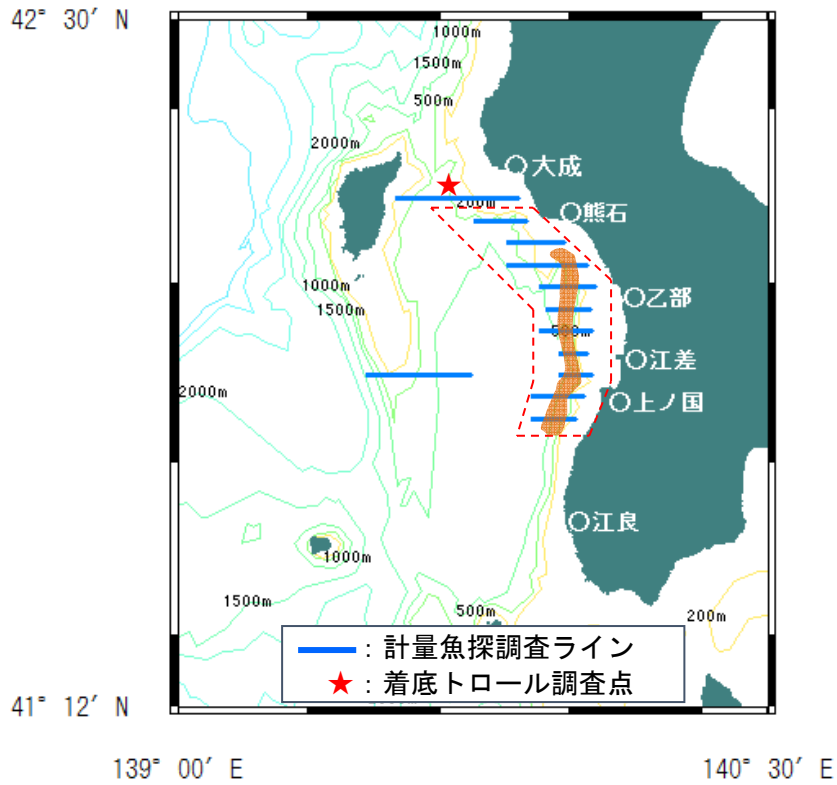 42° 30′ N
1000m
1500m
500m
2000m
大成
200m
熊石
1000m
乙部
1500m
500m
江差
2000m
上ノ国
江良
1000m
1500m
500m
200m
：計量魚探調査ライン
：着底トロール調査点
41° 12′ N
139° 00′ E
140° 30′ E